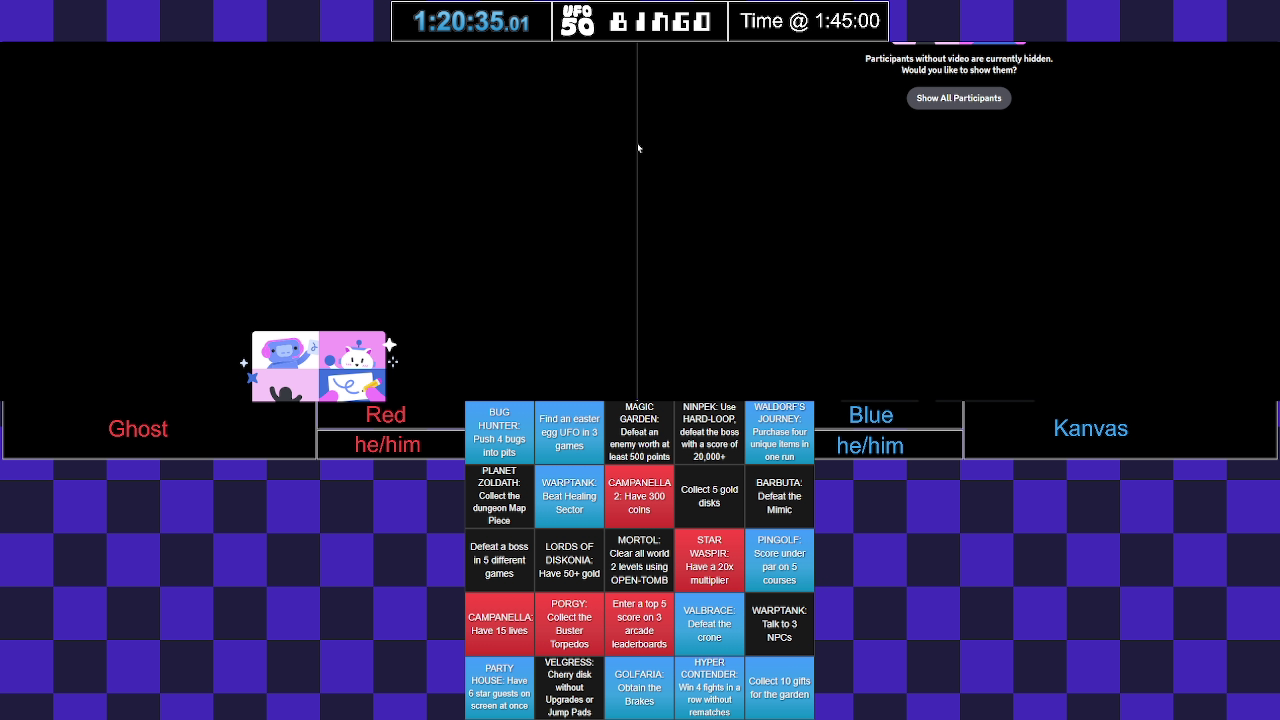 1:20:35.01
UFO
50
BINGO
Time @ 1:45:00
Participants without video are currently hidden.
Would you like to show them?
Show All Participants
Ghost
Red
he/him
Blue
he/him
Kanvas
BUG
HUNTER:
Push 4 bugs
into pits
Find an easter
egg UFO in 3
games
MAGIC
GARDEN:
Defeat an
enemy worth at
least 500 points
NINPEK: Use
HARD-LOOP,
defeat the boss
with a score of
20,000+
WALDORF'S
JOURNEY:
Purchase four
unique items in
one run
PLANET
ZOLDATH:
Collect the
dungeon Map
Piece
WARPTANK:
Beat Healing
Sector
CAMPANELLA
2: Have 300
coins
Collect 5 gold
disks
BARBUTA:
Defeat the
Mimic
Defeat a boss
in 5 different
games
LORDS OF
DISKONIA:
Have 50+ gold
MORTOL:
Clear all world
2 levels using
OPEN-TOMB
STAR
WASPIR:
Have a 20x
multiplier
PINGOLF:
Score under
par on 5
courses
CAMPANELLA:
Have 15 lives
PORGY:
Collect the
Buster
Torpedos
Enter a top 5
score on 3
arcade
leaderboards
VALBRACE:
Defeat the
crone
WARPTANK:
Talk to 3
NPCs
PARTY
HOUSE: Have
6 star guests on
screen at once
VELGRESS:
Cherry disk
without
Upgrades or
Jump Pads
GOLFARIA:
Obtain the
Brakes
HYPER
CONTENDER:
Win 4 fights in a
row without
rematches
Collect 10 gifts
for the garden